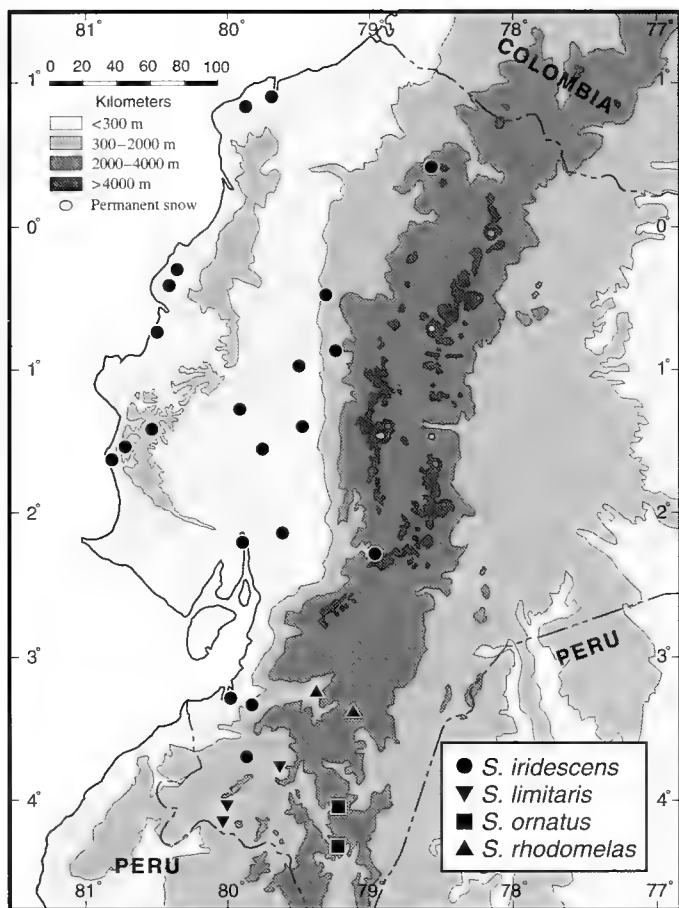 81° 80° 79° 78° 77°
0 20 40 60 80 100
Kilometers
<300 m
300–2000 m
2000–4000 m
>4000 m
Permanent snow
COLOMBIA
1° 1°
0° 0°
1° 1°
2° 2°
3° 3°
PERU
4° 4°
PERU
S. iridescens
S. limitaris
S. ornatus
S. rhodomelas
81° 80° 79° 78° 77°